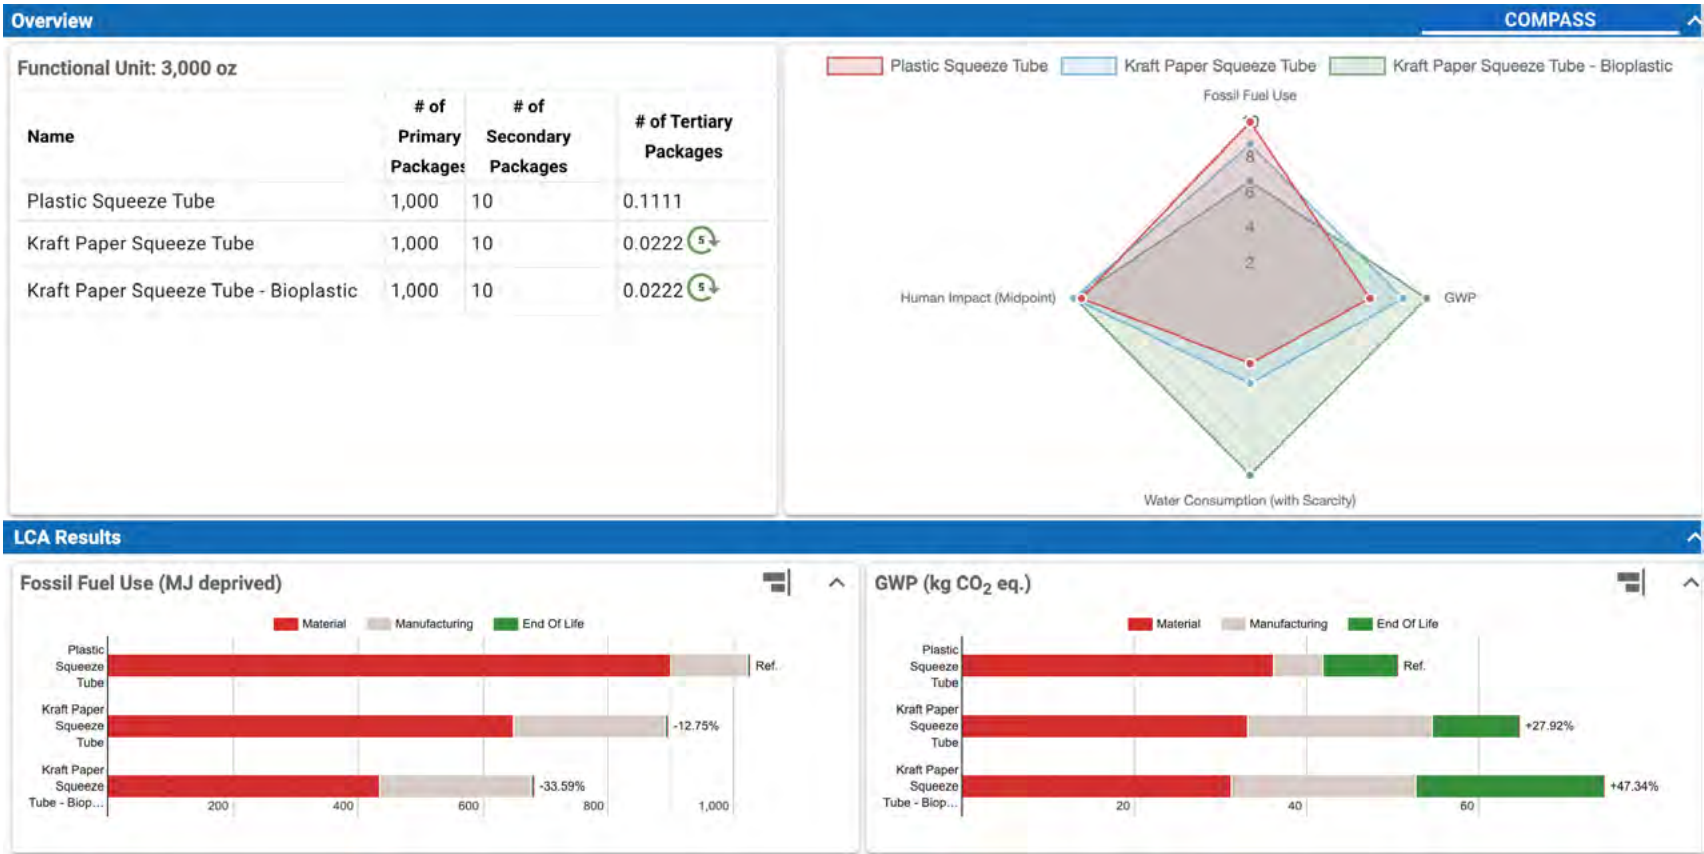 Overview
COMPASS
Functional Unit: 3,000 oz
Name
# of Primary Packages
# of Secondary Packages
# of Tertiary Packages
Plastic Squeeze Tube 1,000 10 0.1111
Kraft Paper Squeeze Tube 1,000 10 0.0222 5
Kraft Paper Squeeze Tube - Bioplastic 1,000 10 0.0222 5
Plastic Squeeze Tube Kraft Paper Squeeze Tube Kraft Paper Squeeze Tube - Bioplastic
Fossil Fuel Use
10
8
6
4
2
Human Impact (Midpoint)
GWP
Water Consumption (with Scarcity)
LCA Results
Fossil Fuel Use (MJ deprived)
Material Manufacturing End Of Life
Plastic
Squeeze
Tube
Ref.
Kraft Paper
Squeeze
Tube
-12.75%
Kraft Paper
Squeeze
Tube - Biop...
-33.59%
200 400 600 800 1,000
GWP (kg CO₂ eq.)
Material Manufacturing End Of Life
Plastic
Squeeze
Tube
Ref.
Kraft Paper
Squeeze
Tube
+27.92%
Kraft Paper
Squeeze
Tube - Biop...
+47.34%
20 40 60